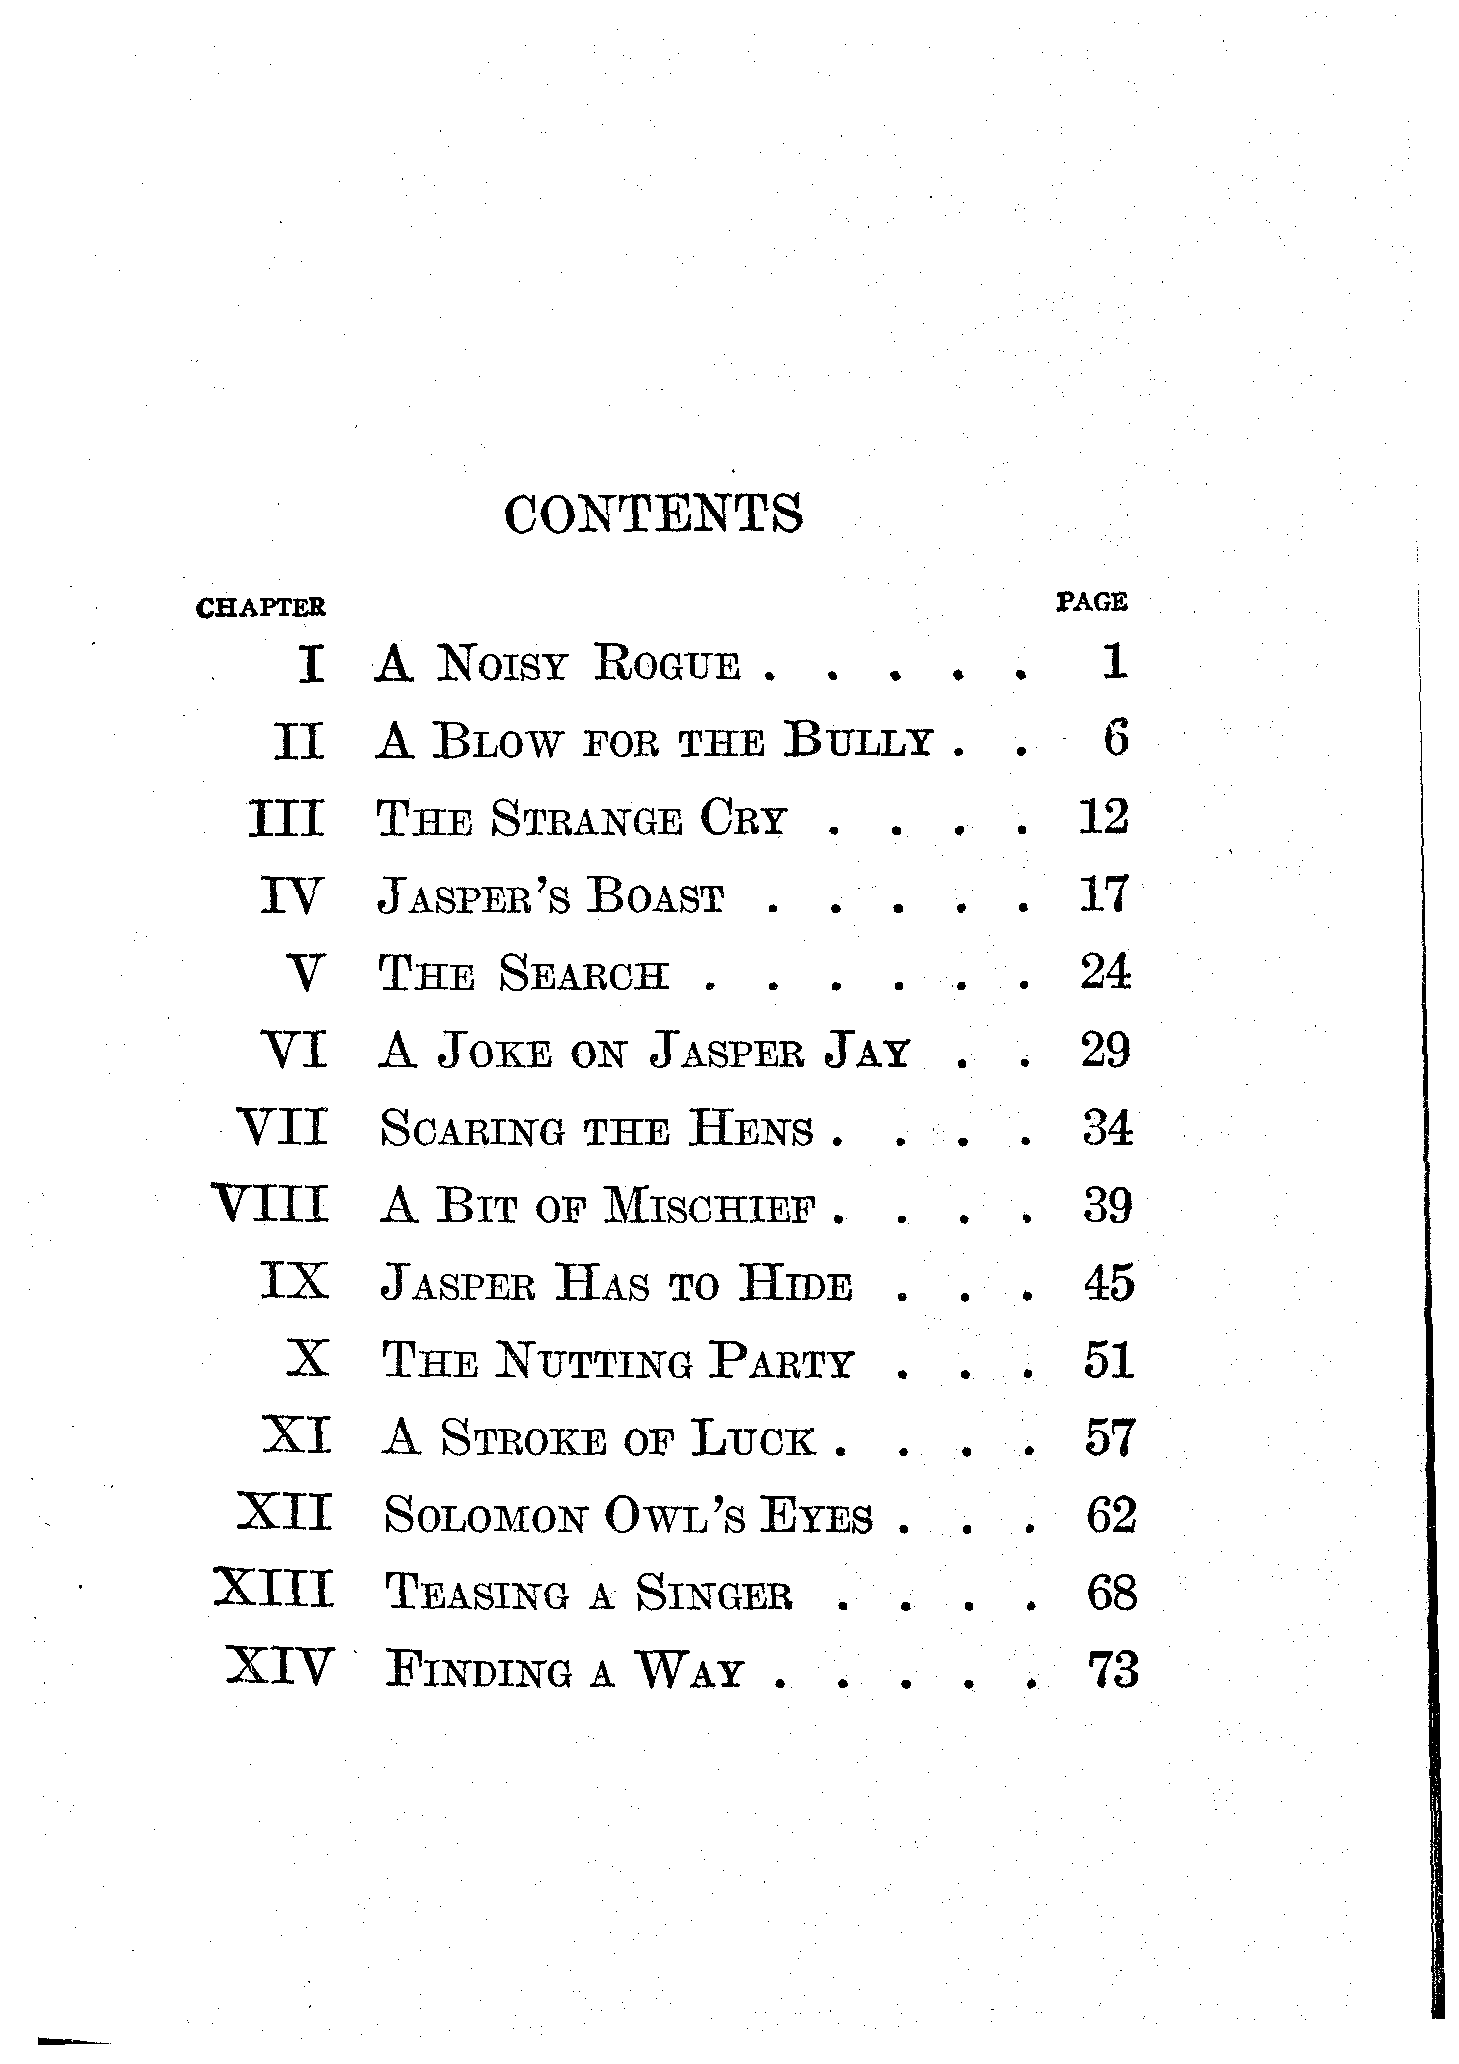 CONTENTS
CHAPTER PAGE
I A Noisy Rogue . . . . . 1
II A Blow for the Bully . . 6
III The Strange Cry . . . . 12
IV Jasper's Boast . . . . . 17
V The Search . . . . . . 24
VI A Joke on Jasper Jay . . 29
VII Scaring the Hens . . . . 34
VIII A Bit of Mischief . . . . 39
IX Jasper Has to Hide . . . 45
X The Nutting Party . . . 51
XI A Stroke of Luck . . . . 57
XII Solomon Owl's Eyes . . . 62
XIII Teasing a Singer . . . . 68
XIV Finding a Way . . . . . 73